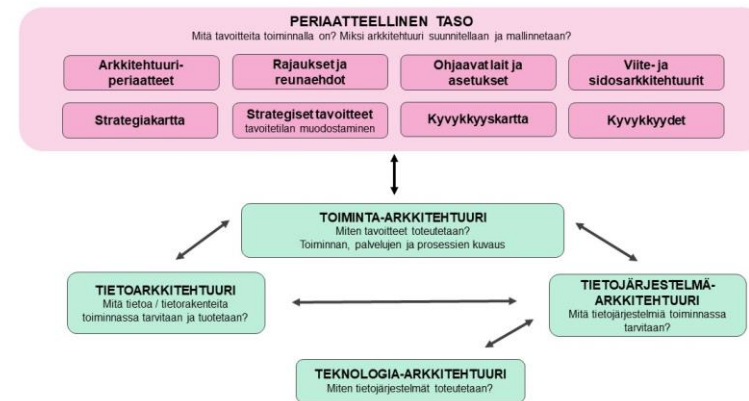 PERIAATTEELLINEN TASO
Mitä tavoitteita toiminnalla on? Miksi arkkitehtuuri suunnitellaan ja mallinnetaan?
Arkkitehtuuri-
periaatteet
Rajaukset ja
reunaehdot
Ohjaavat lait ja
asetukset
Viite- ja
sidosarkkitehtuurit
Strategiakartta
Strategiset tavoitteet
tavoitetilan muodostaminen
Kyvykkyyskartta
Kyvykkyydet
TOIMINTA-ARKKITEHTUURI
Miten tavoitteet toteutetaan?
Toiminnan, palvelujen ja prosessien kuvaus
TIETOARKKITEHTUURI
Mitä tietoa / tietorakenteita
toiminnassa tarvitaan ja tuotetaan?
TIETOJÄRJESTELMÄ-
ARKKITEHTUURI
Mitä tietojärjestelmiä toiminnassa
tarvitaan?
TEKNOLOGIA-ARKKITEHTUURI
Miten tietojärjestelmät toteutetaan?